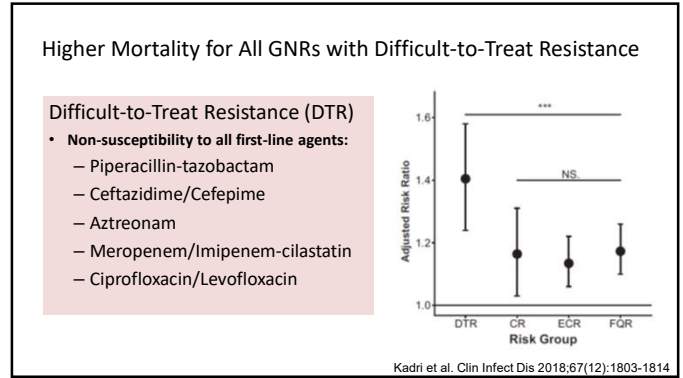 Higher Mortality for All GNRs with Difficult-to-Treat Resistance
Difficult-to-Treat Resistance (DTR)
• Non-susceptibility to all first-line agents:
– Piperacillin-tazobactam
– Ceftazidime/Cefepime
– Aztreonam
– Meropenem/Imipenem-cilastatin
– Ciprofloxacin/Levofloxacin
Adjusted Risk Ratio
1.6
1.4
1.2
1.0
***
NS.
DTR CR ECR FQR
Risk Group
Kadri et al. Clin Infect Dis 2018;67(12):1803-1814